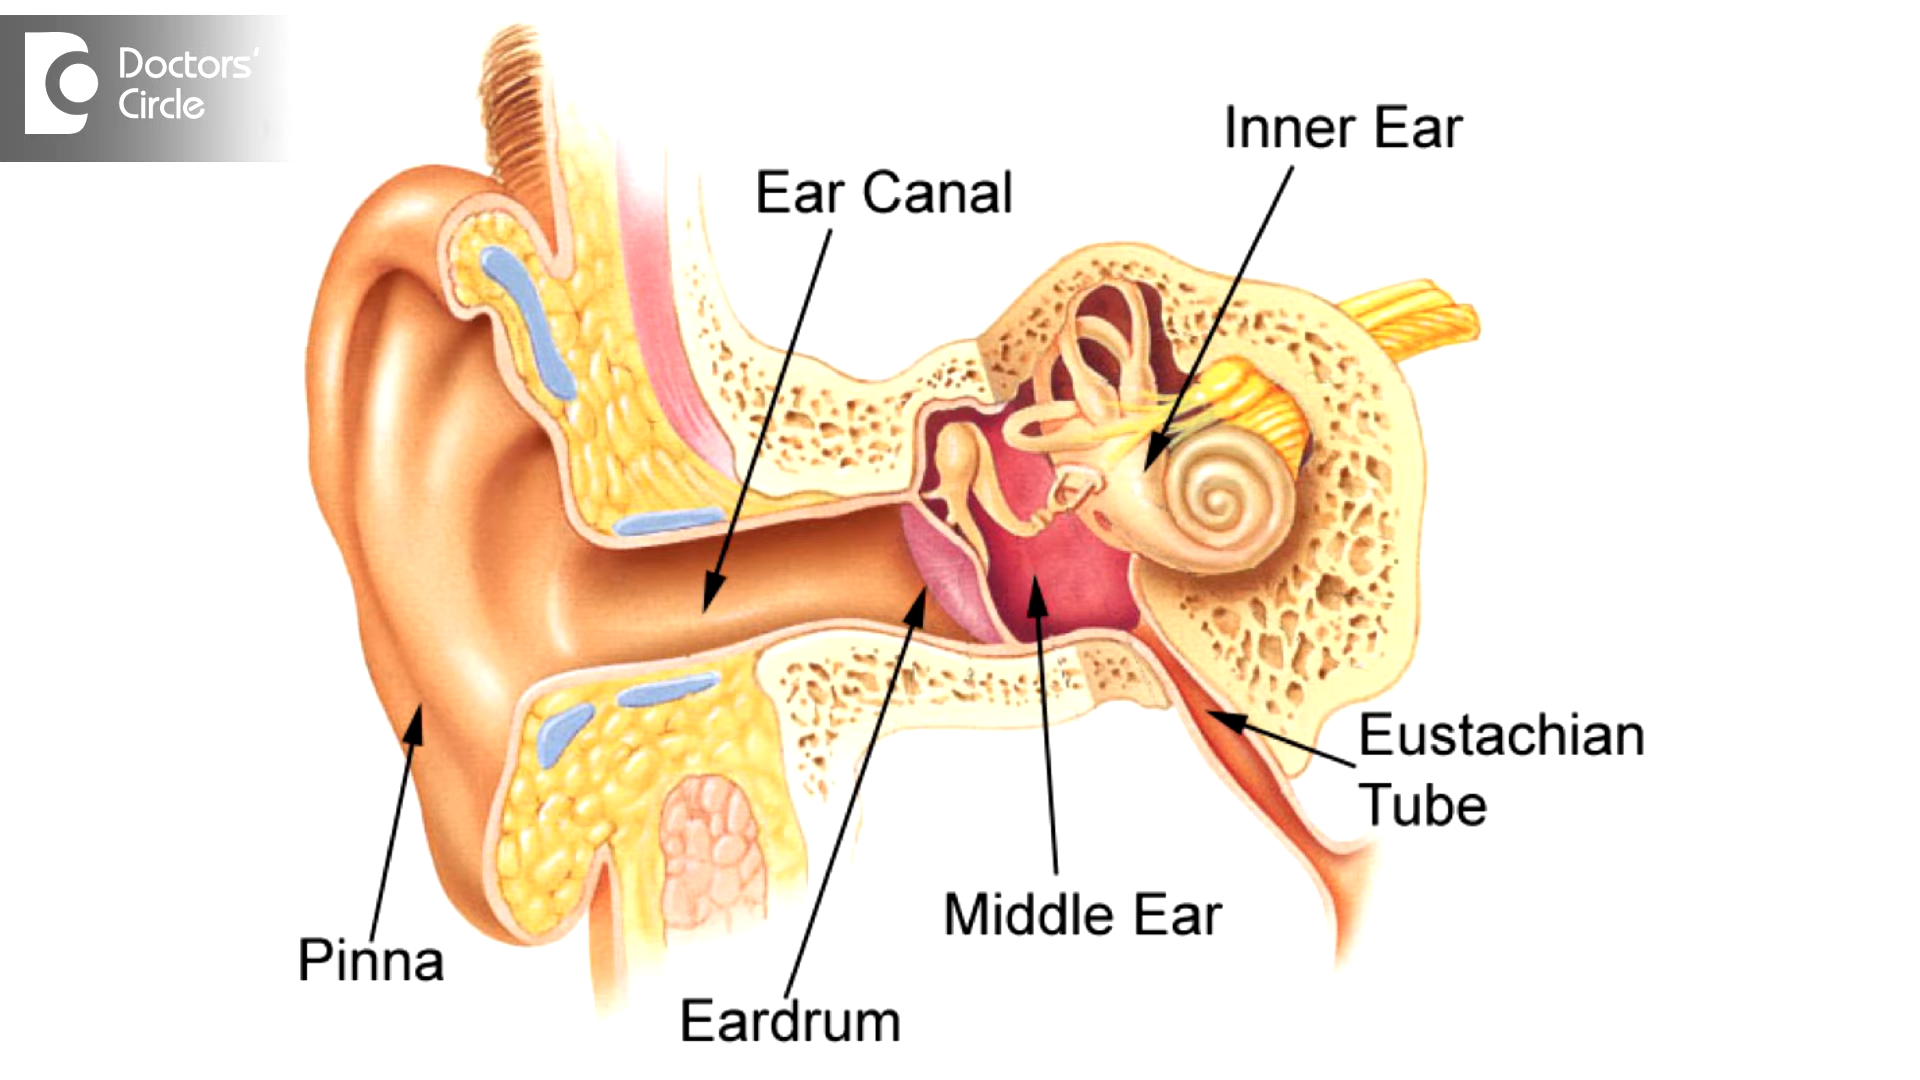 Doctors'
Circle
Inner Ear
Ear Canal
Eustachian
Tube
Middle Ear
Pinna
Eardrum